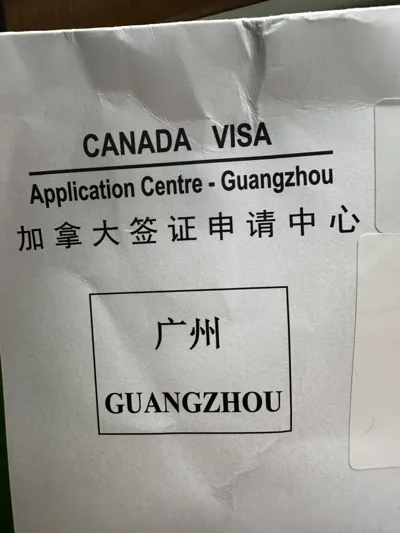 CANADA VISA
Application Centre - Guangzhou
加拿大签证申请中心
广州
GUANGZHOU